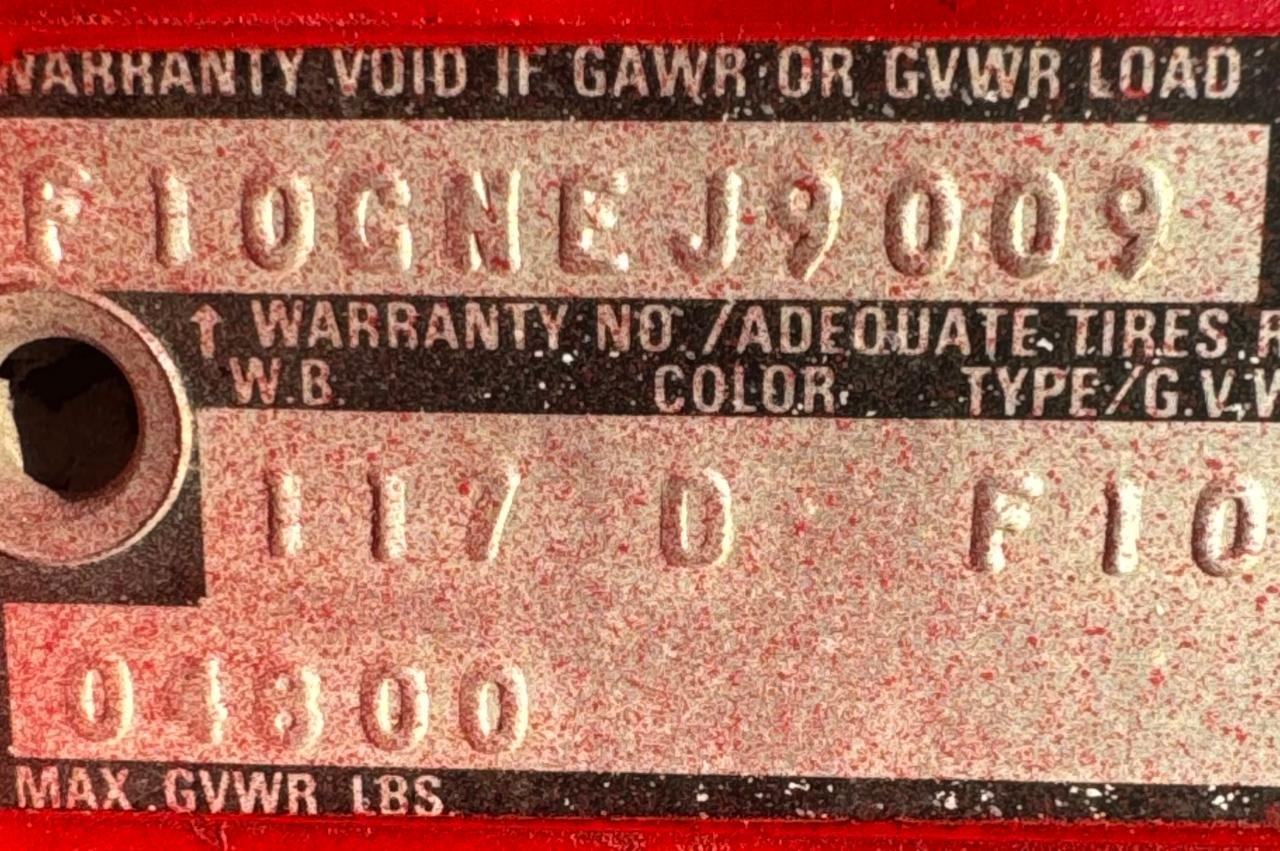 WARRANTY VOID IF GAWR OR GVWR LOAD
F10GNEJ9009
↑ WARRANTY NO./ADEQUATE TIRES R
W.B. COLOR TYPE/G.V.W
117 D F10
04300
MAX.GVWR LBS.